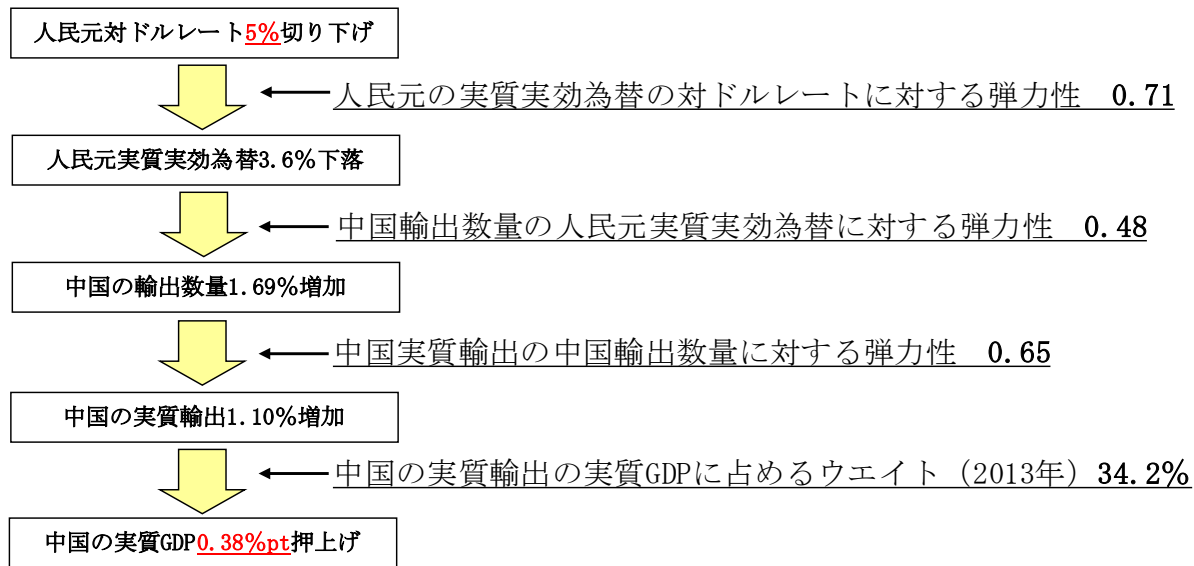 人民元対ドルレート5%切り下げ
人民元の実質実効為替の対ドルレートに対する弾力性　0.71
人民元実質実効為替3.6%下落
中国輸出数量の人民元実質実効為替に対する弾力性　0.48
中国の輸出数量1.69%増加
中国実質輸出の中国輸出数量に対する弾力性　0.65
中国の実質輸出1.10%増加
中国の実質輸出の実質GDPに占めるウエイト（2013年）34.2%
中国の実質GDP0.38%pt押上げ